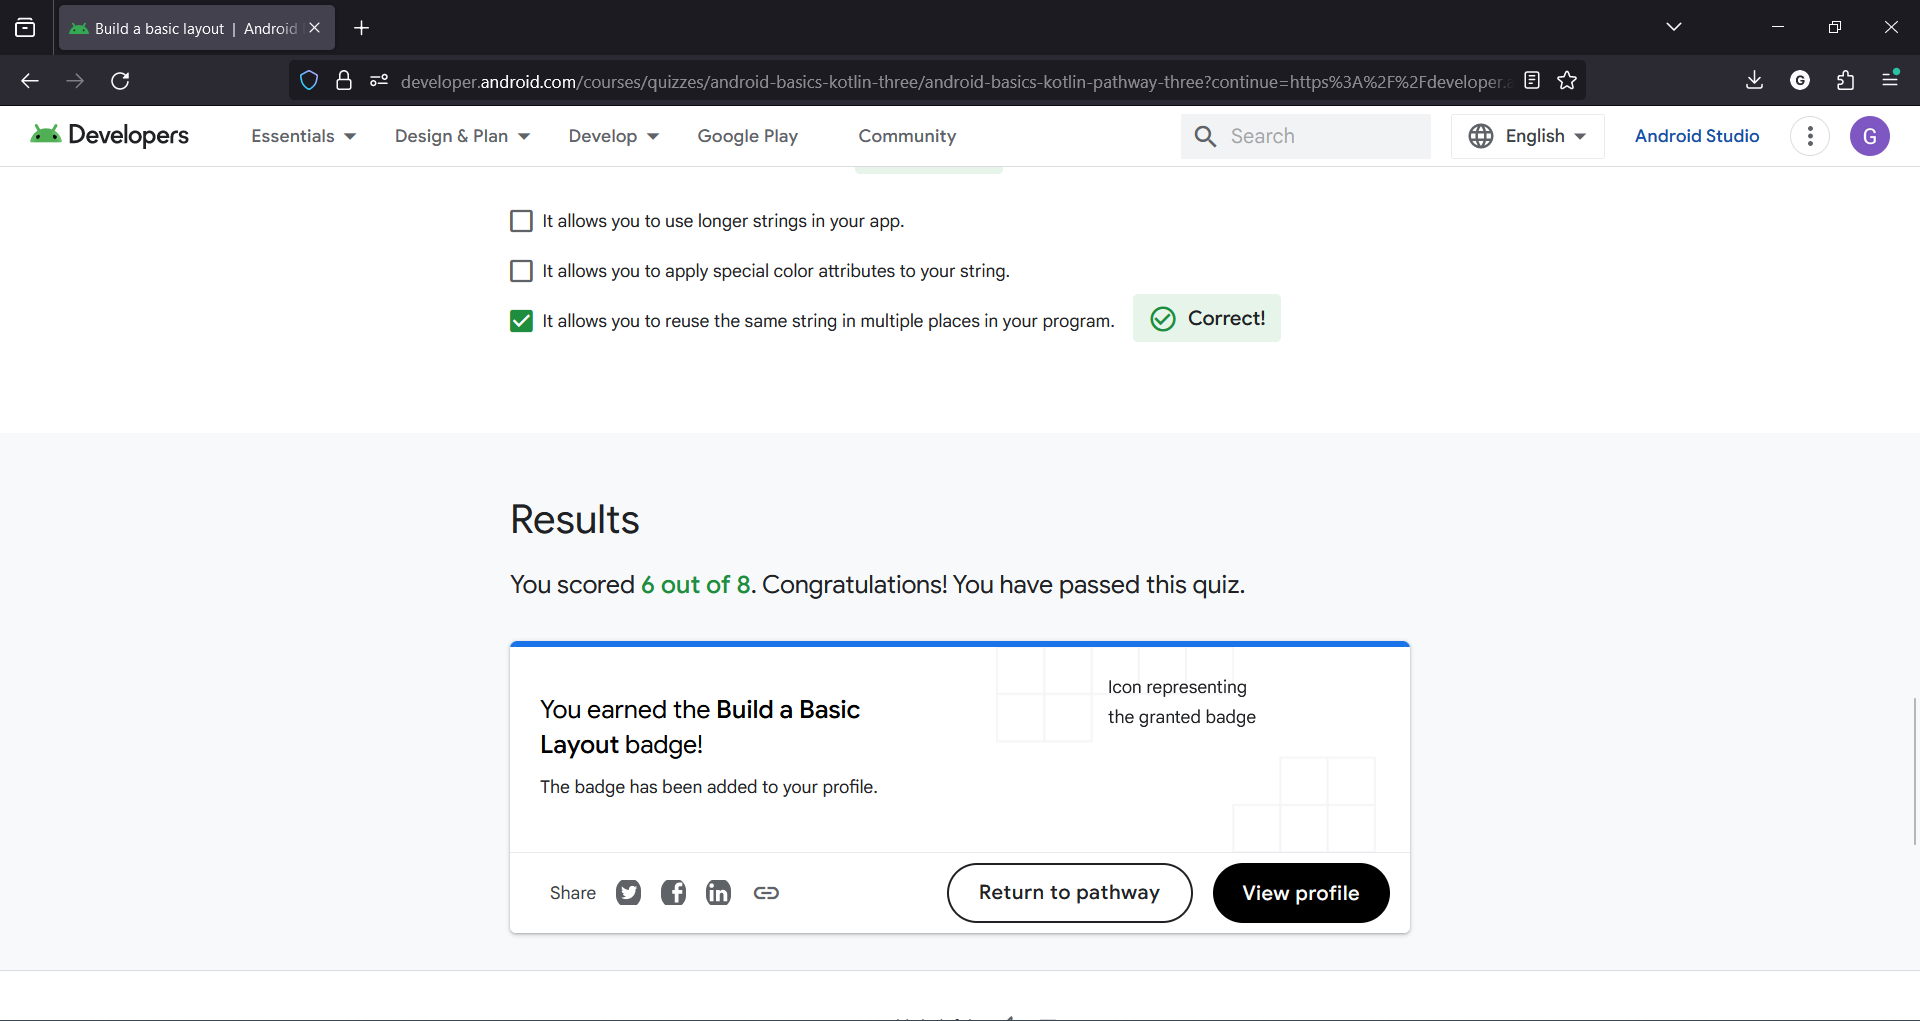 Build a basic layout | Android
developer.android.com/courses/quizzes/android-basics-kotlin-three/android-basics-kotlin-pathway-three?continue=https%3A%2F%2Fdeveloper.
G
Developers
Essentials
Design & Plan
Develop
Google Play
Community
Search
English
Android Studio
G
It allows you to use longer strings in your app.
It allows you to apply special color attributes to your string.
It allows you to reuse the same string in multiple places in your program.
Correct!
Results
You scored 6 out of 8. Congratulations! You have passed this quiz.
You earned the Build a Basic
Layout badge!
The badge has been added to your profile.
Icon representing
the granted badge
Share
Return to pathway
View profile